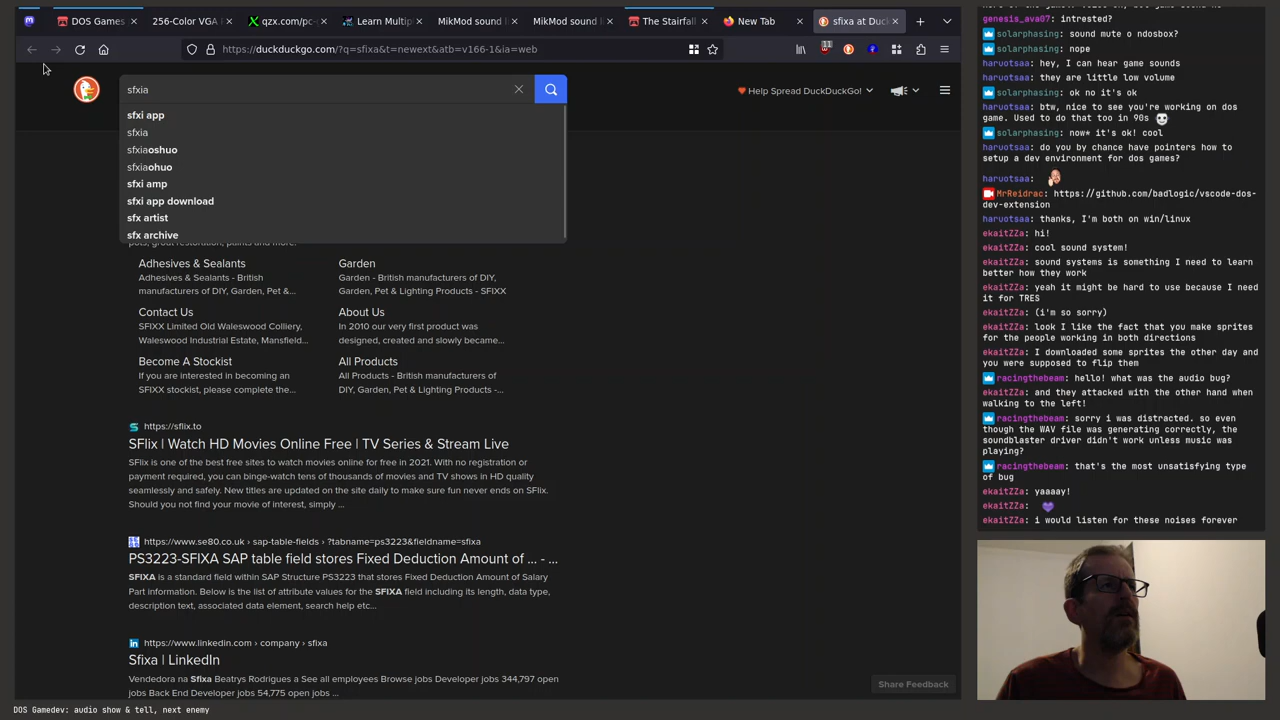 DOS Games
256-Color VGA
qzx.com/pc-
Learn Multip
MikMod sound
MikMod sound
The Stairfall
New Tab
sfixa at Duck
https://duckduckgo.com/?q=sfixa&t=newext&atb=v166-1&ia=web
11
sfxia
Help Spread DuckDuckGo!
sfxi app
sfxia
sfxiaoshuo
sfxiaohuo
sfxi amp
sfxi app download
sfx artist
sfx archive
pots, grout restoration, paints and more.
Adhesives & Sealants
Adhesives & Sealants - British
manufacturers of DIY, Garden, Pet &...
Garden
Garden - British manufacturers of DIY,
Garden, Pet & Lighting Products - SFIXX
Contact Us
SFIXX Limited Old Waleswood Colliery,
Waleswood Industrial Estate, Mansfield...
About Us
In 2010 our very first product was
designed, created and slowly became...
Become A Stockist
If you are interested in becoming an
SFIXX stockist, please complete the...
All Products
All Products - British manufacturers of
DIY, Garden, Pet & Lighting Products -...
https://sflix.to
SFlix | Watch HD Movies Online Free | TV Series & Stream Live
SFlix is one of the best free sites to watch movies online for free in 2021. With no registration or
payment required, you can binge-watch tens of thousands of movies and TV shows in HD quality
seamlessly and safely. New titles are updated on the site daily to make sure fun never ends on SFlix.
Should you not find your movie of interest, simply ...
https://www.se80.co.uk › sap-table-fields › ?tabname=ps3223&fieldname=sfixa
PS3223-SFIXA SAP table field stores Fixed Deduction Amount of ... - ...
SFIXA is a standard field within SAP Structure PS3223 that stores Fixed Deduction Amount of Salary
Part information. Below is the list of attribute values for the SFIXA field including its length, data type,
description text, associated data element, search help etc...
https://www.linkedin.com › company › sfixa
Sfixa | LinkedIn
Vendedora na Sfixa Beatrys Rodrigues a See all employees Browse jobs Developer jobs 344,797 open
jobs Back End Developer jobs 54,775 open jobs ...
Share Feedback
genesis_ava07: intrested?
solarphasing: sound mute o ndosbox?
solarphasing: nope
haruotsaa: hey, I can hear game sounds
haruotsaa: they are little low volume
solarphasing: ok no it's ok
haruotsaa: btw, nice to see you're working on dos
game. Used to do that too in 90s
solarphasing: now* it's ok! cool
haruotsaa: do you by chance have pointers how to
setup a dev environment for dos games?
haruotsaa:
MrReidrac: https://github.com/badlogic/vscode-dos-
dev-extension
haruotsaa: thanks, I'm both on win/linux
ekaitZZa: hi!
ekaitZZa: cool sound system!
ekaitZZa: sound systems is something I need to learn
better how they work
ekaitZZa: yeah it might be hard to use because I need
it for TRES
ekaitZZa: (i'm so sorry)
ekaitZZa: look I like the fact that you make sprites
for the people working in both directions
ekaitZZa: I downloaded some sprites the other day and
you were supposed to flip them
racingthebeam: hello! what was the audio bug?
ekaitZZa: and they attacked with the other hand when
walking to the left!
racingthebeam: sorry i was distracted. so even
though the WAV file was generating correctly, the
soundblaster driver didn't work unless music was
playing?
racingthebeam: that's the most unsatisfying type
of bug
ekaitZZa: yaaaay!
ekaitZZa:
ekaitZZa: i would listen for these noises forever
DOS Gamedev: audio show & tell, next enemy